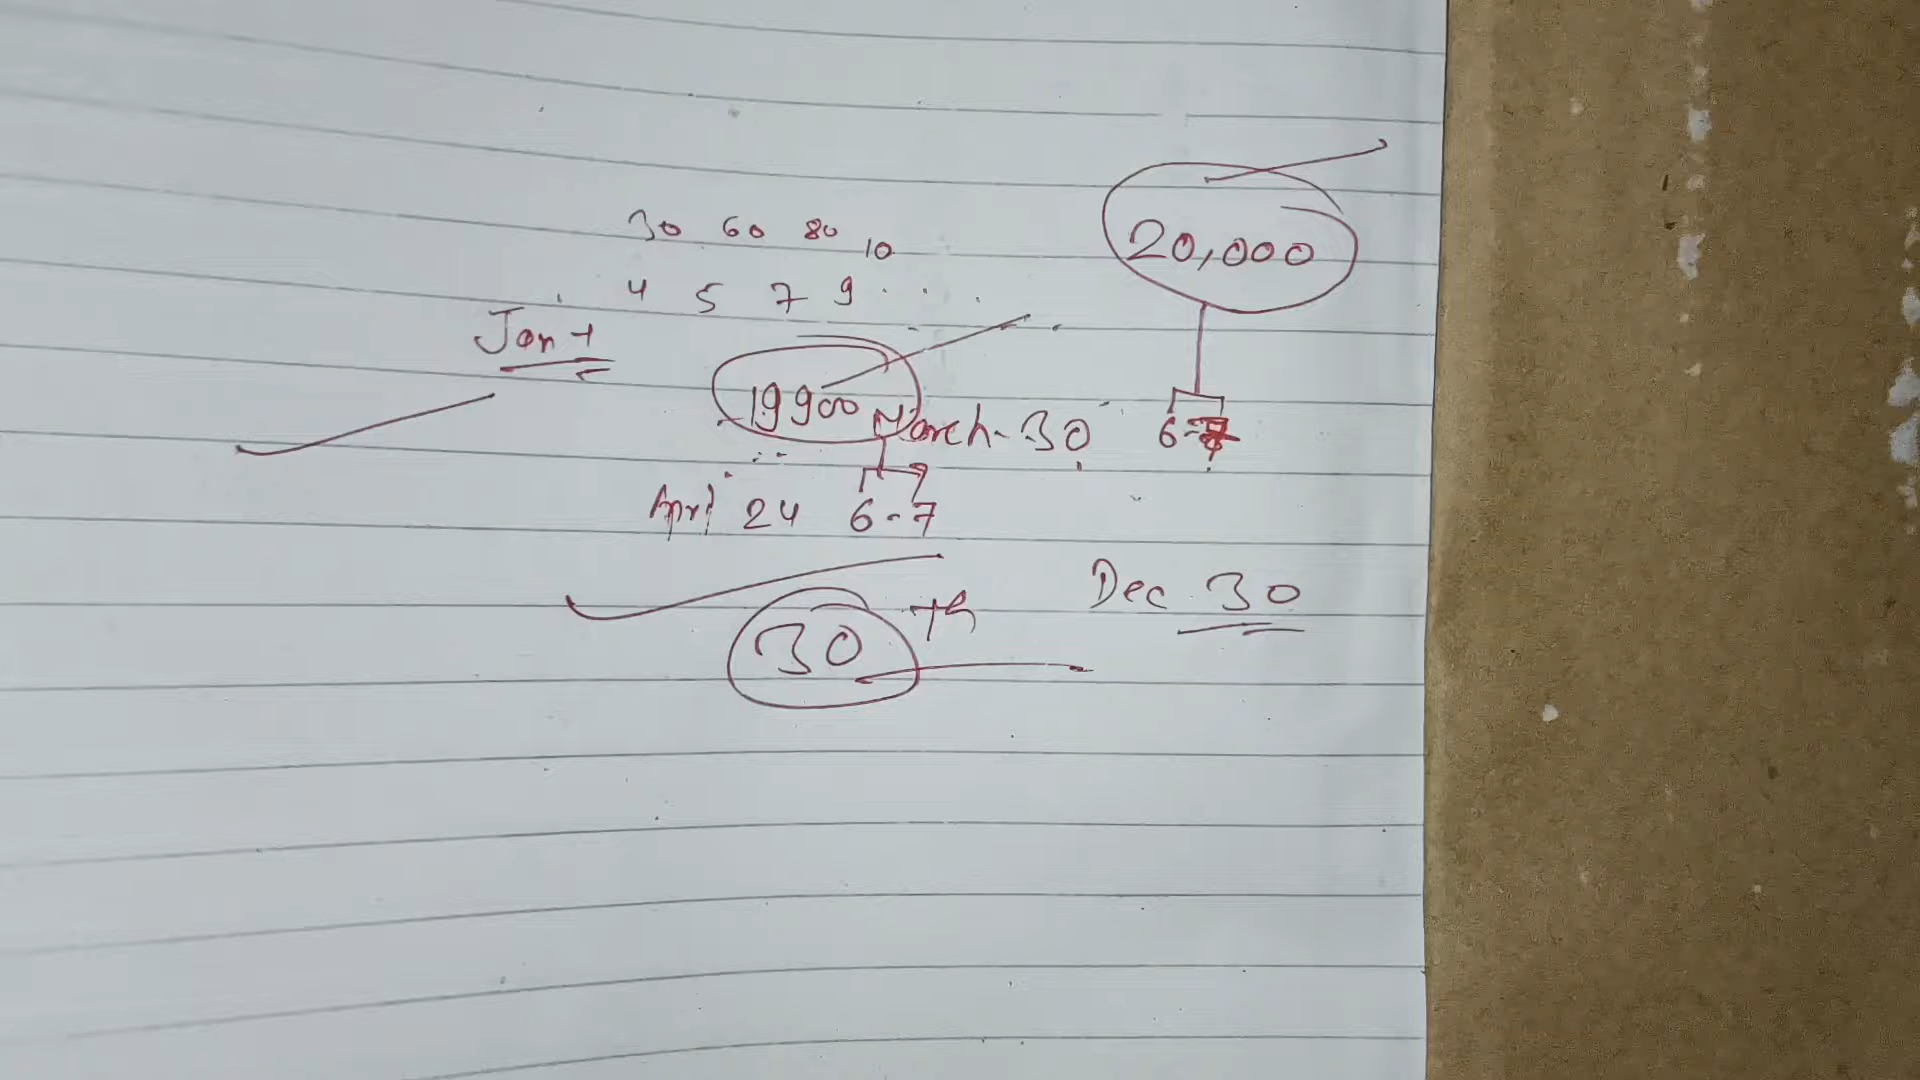 30 60 80 10
20,000
4 5 7 9 . . .
Jan 1
19900 March - 30 6-7
April 24 6-7
Dec 30
30 th